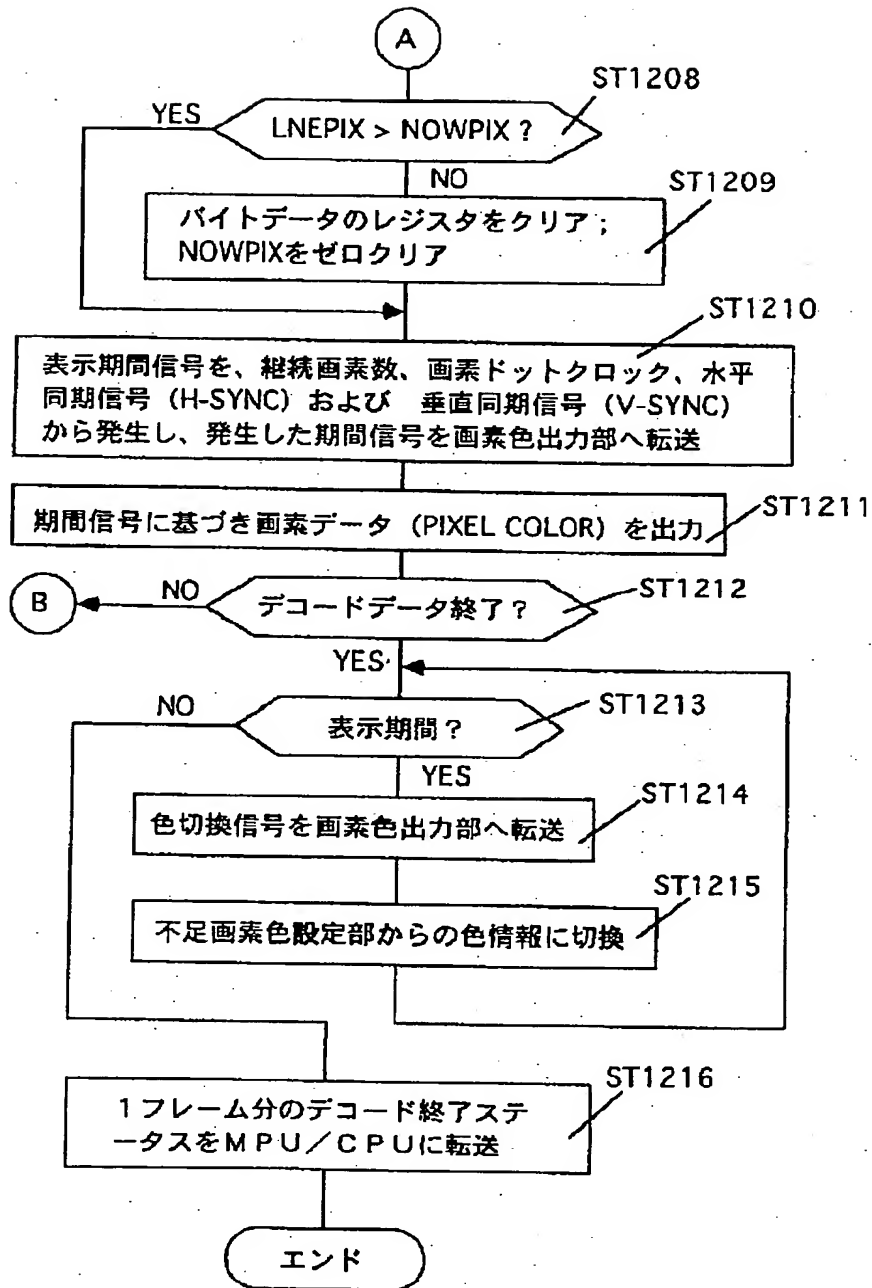 A
ST1208
YES
LNEPIX > NOWPIX ?
NO
ST1209
バイトデータのレジスタをクリア ;
NOWPIXをゼロクリア
ST1210
表示期間信号を、継続画素数、画素ドットクロック、水平
同期信号 (H-SYNC) および 垂直同期信号 (V-SYNC)
から発生し、発生した期間信号を画素色出力部へ転送
ST1211
期間信号に基づき画素データ (PIXEL COLOR) を出力
ST1212
B
NO
デコードデータ終了?
YES
ST1213
NO
表示期間?
YES
ST1214
色切換信号を画素色出力部へ転送
ST1215
不足画素色設定部からの色情報に切換
ST1216
1フレーム分のデコード終了ステ
ータスをMPU/CPUに転送
エンド